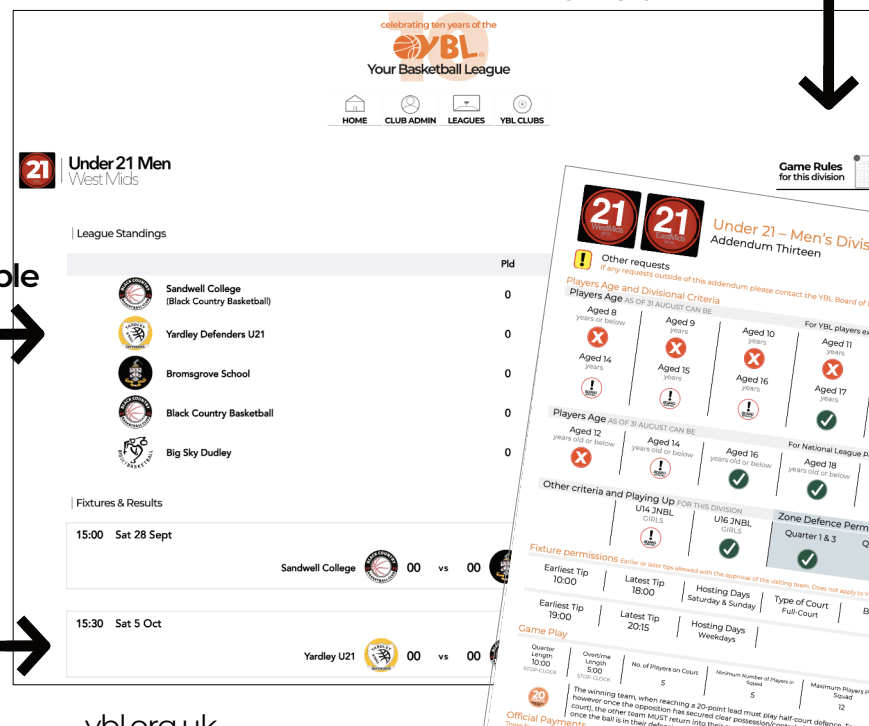 celebrating ten years of the
10
YBL
Your Basketball League
HOME CLUB ADMIN LEAGUES YBL CLUBS
21 Under 21 Men
West Mids
League Standings
Pld
Sandwell College 0
(Black Country Basketball)
Yardley Defenders U21 0
Bromsgrove School 0
Black Country Basketball 0
Big Sky Dudley 0
Fixtures & Results
15:00 Sat 28 Sept
Sandwell College 00 vs 00
15:30 Sat 5 Oct
Yardley U21 00 vs 00
ybl.org.uk
Game Rules
for this division
21 WestMids
21 EastMids
Under 21 – Men's Divis
Addendum Thirteen
! Other requests
If any requests outside of this addendum please contact the YBL Board of
Players Age and Divisional Criteria
Players Age AS OF 31 AUGUST CAN BE
For YBL players ex
Aged 8 Aged 9 Aged 10 Aged 11
years or below years years years
Aged 14 Aged 15 Aged 16 Aged 17
years years years years
Players Age AS OF 31 AUGUST CAN BE
For National League P
Aged 12 Aged 14 Aged 16 Aged 18
years old or below years old or below years old or below years old or below
Other criteria and Playing Up FOR THIS DIVISION
U14 JNBL U16 JNBL Zone Defence Perm
GIRLS GIRLS Quarter 1 & 3 Q
Fixture permissions Earlier or later tips allowed with the approval of the visiting team. Does not apply to Y
Earliest Tip Latest Tip Hosting Days Type of Court
10:00 18:00 Saturday & Sunday Full-Court
Earliest Tip Latest Tip Hosting Days
19:00 20:15 Weekdays
Game Play
Quarter Length Overtime Length No. of Players on Court Minimum Number of Players in Squad Maximum Players
10:00 5:00 5 5 12
STOP-CLOCK STOP-CLOCK
20
The winning team, when reaching a 20-point lead must play half-court defence
however once the opposition has secured clear possession
court), the other team MUST return into their
once the ball is in their
Official Payments